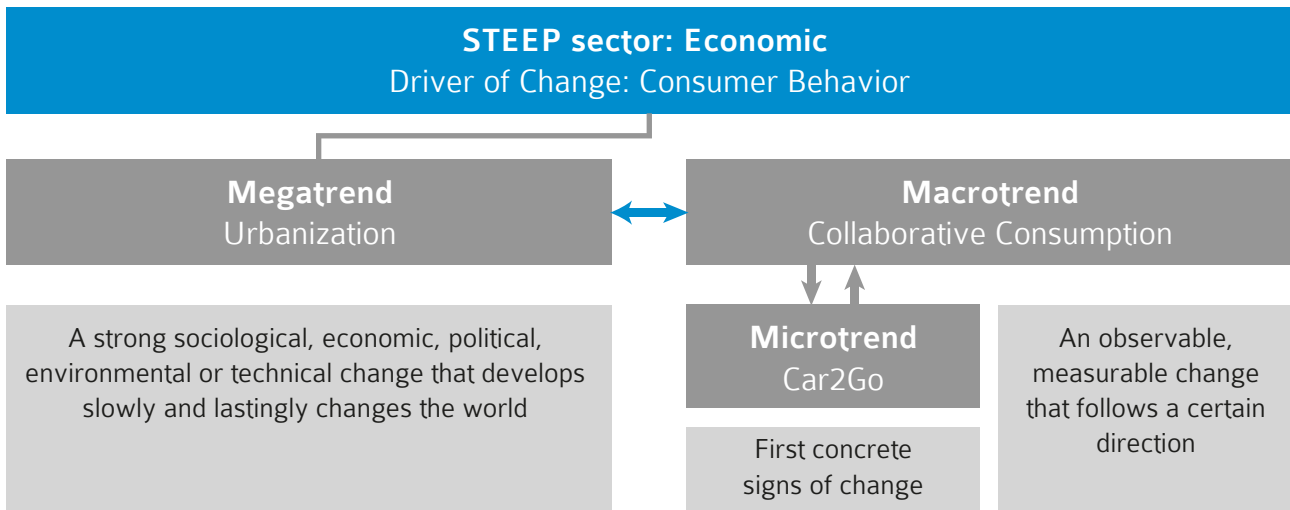 STEEP sector: Economic
Driver of Change: Consumer Behavior
Megatrend
Urbanization
Macrotrend
Collaborative Consumption
A strong sociological, economic, political,
environmental or technical change that develops
slowly and lastingly changes the world
Microtrend
Car2Go
First concrete
signs of change
An observable,
measurable change
that follows a certain
direction